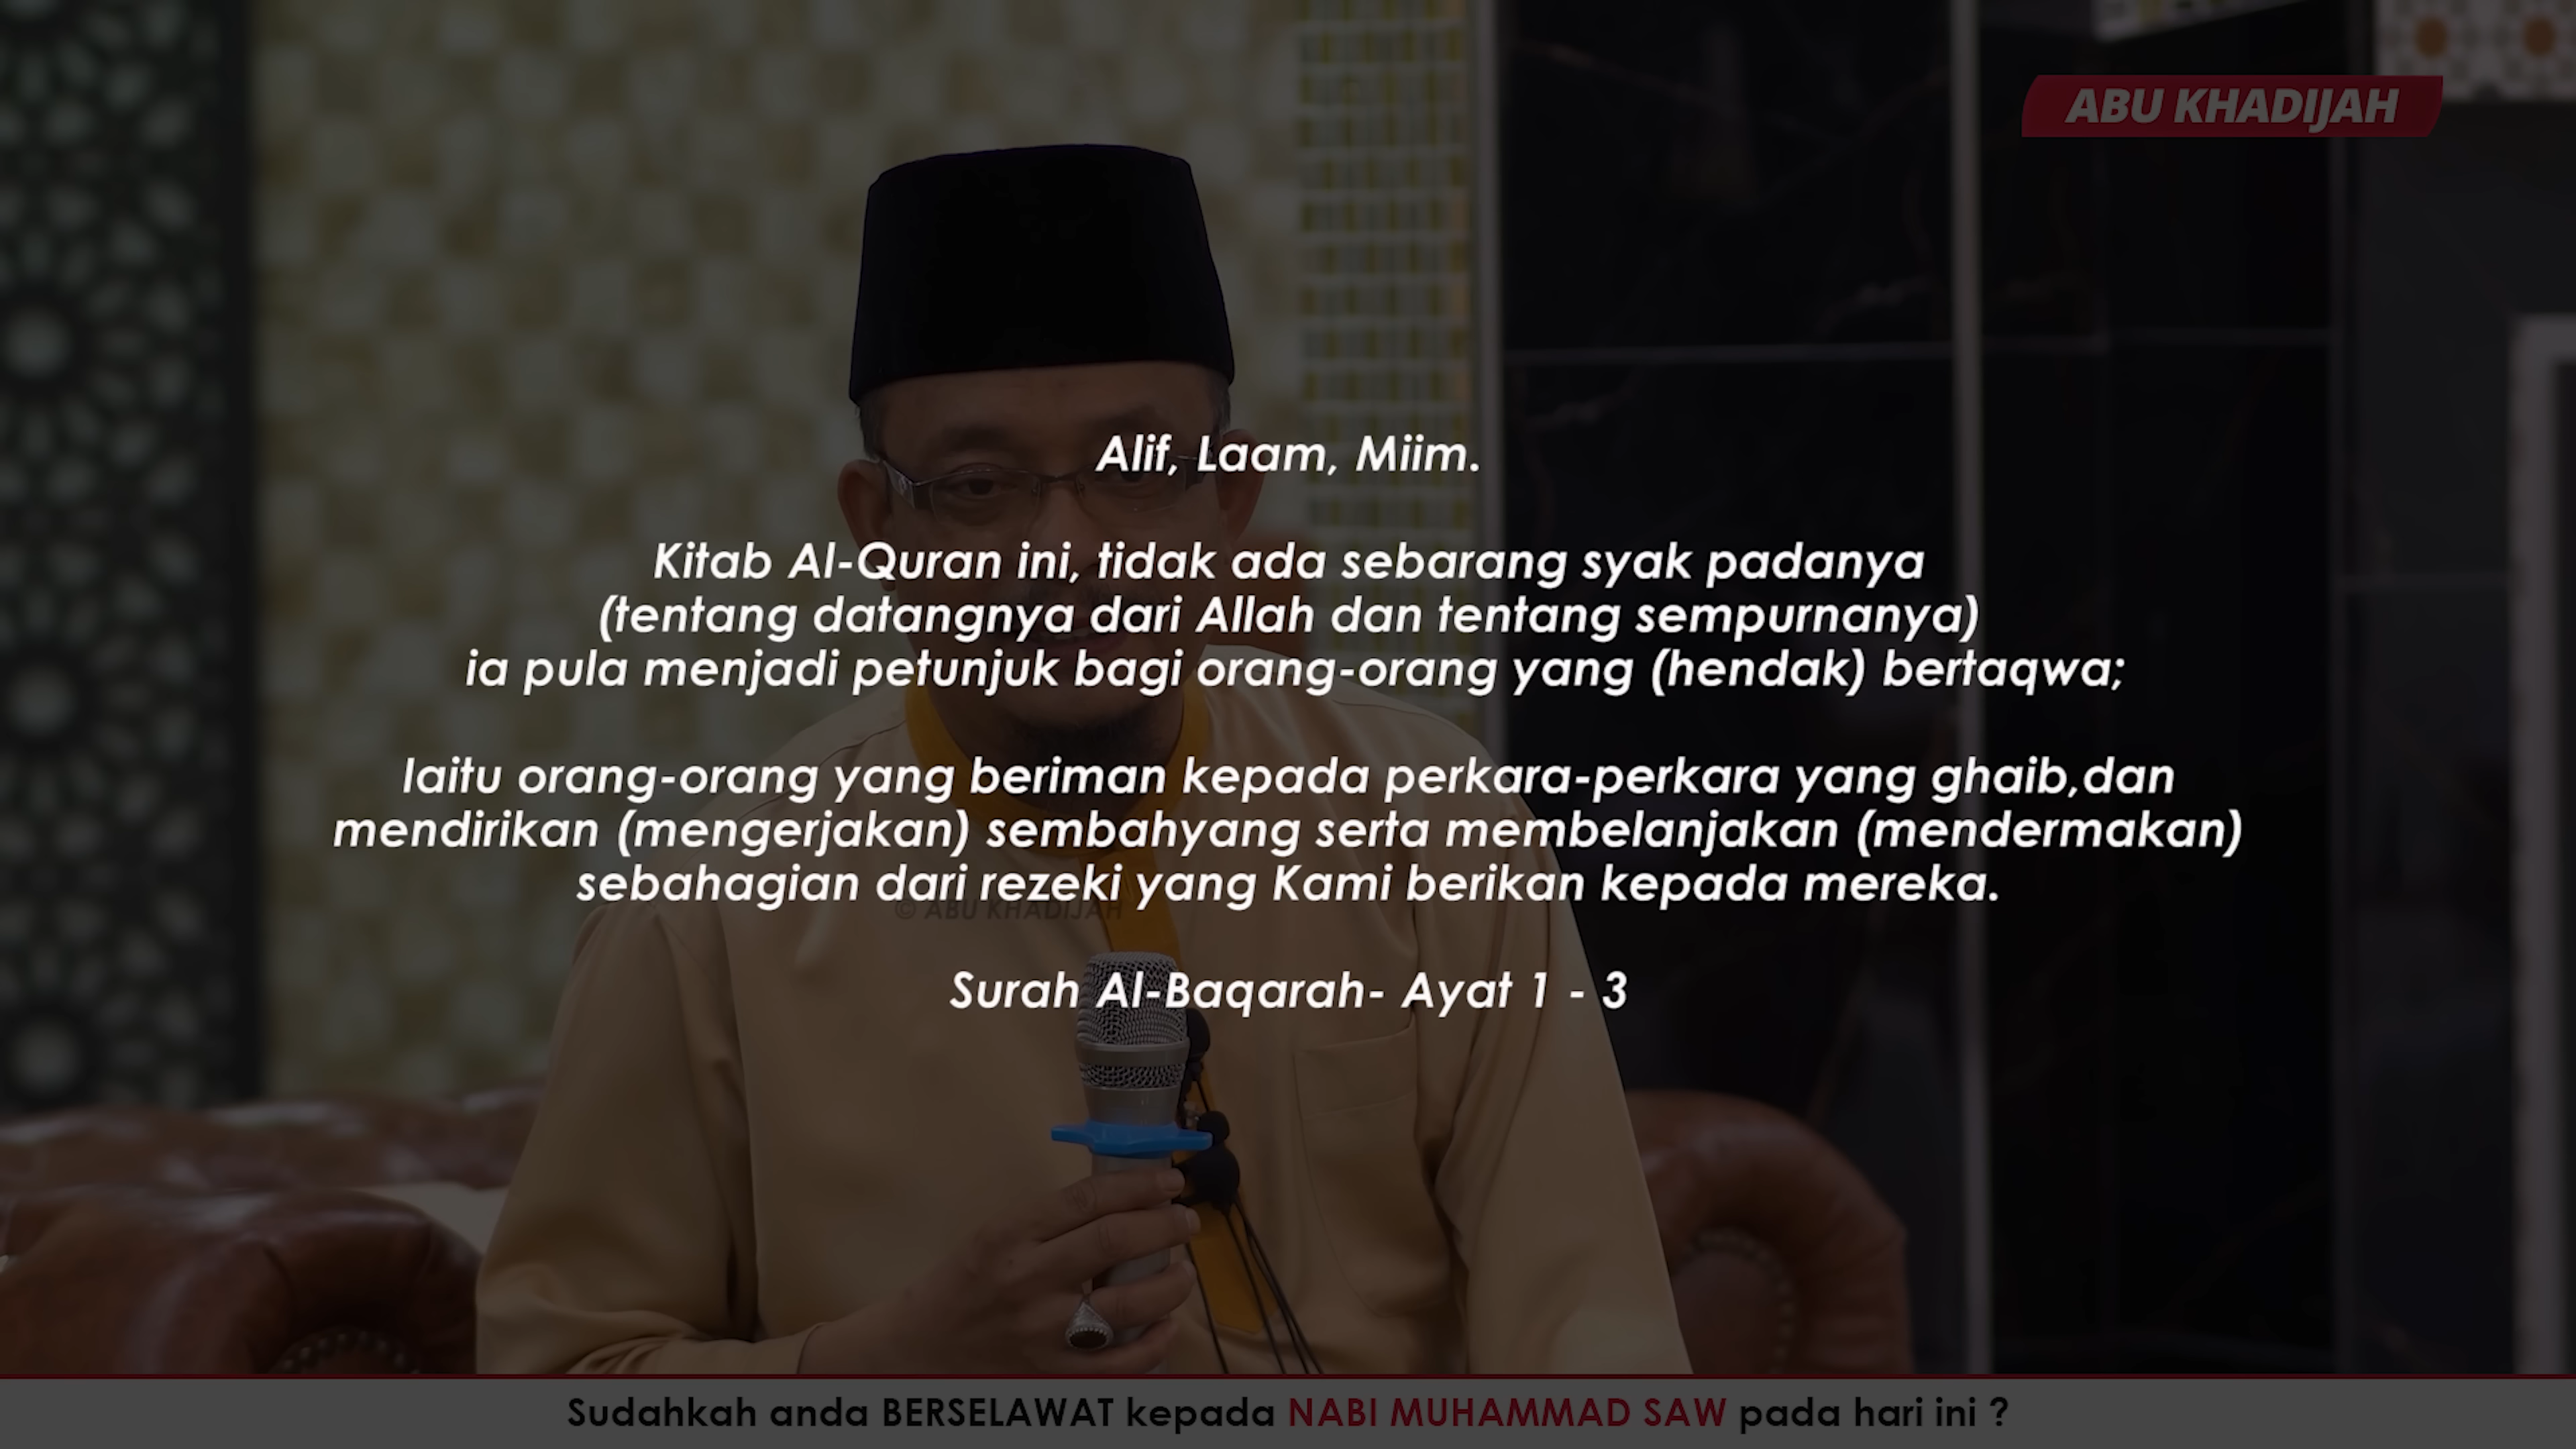 ABU KHADIJAH
Alif, Laam, Miim.
Kitab Al-Quran ini, tidak ada sebarang syak padanya
(tentang datangnya dari Allah dan tentang sempurnanya)
ia pula menjadi petunjuk bagi orang-orang yang (hendak) bertaqwa;
Iaitu orang-orang yang beriman kepada perkara-perkara yang ghaib,dan
mendirikan (mengerjakan) sembahyang serta membelanjakan (mendermakan)
sebahagian dari rezeki yang Kami berikan kepada mereka.
© ABU KHADIJAH
Surah Al-Baqarah- Ayat 1 - 3
Sudahkah anda BERSELAWAT kepada NABI MUHAMMAD SAW pada hari ini ?